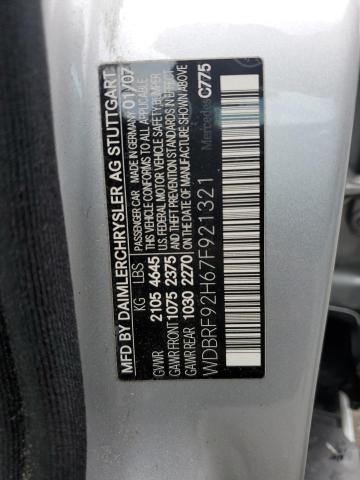 MFD BY DAIMLERCHRYSLER AG STUTTGART
PASSENGER CAR MADE IN GERMANY 01/07
KG LBS THIS VEHICLE CONFORMS TO ALL APPLICABLE
GVWR 2105 4645 U.S. FEDERAL MOTOR VEHICLE SAFETY/BUMPER
GAWR FRONT 1075 2375 AND THEFT PREVENTION STANDARDS IN EFFECT
GAWR REAR 1030 2270 ON THE DATE OF MANUFACTURE SHOWN ABOVE
WDBRF92H67F921321 Mercedes C775